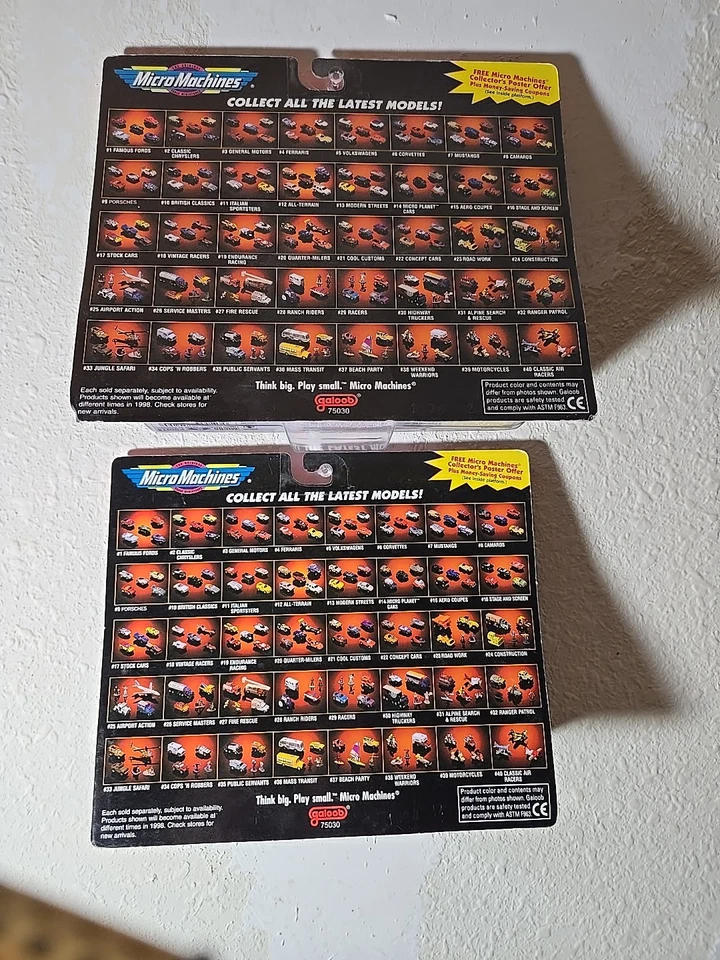 MicroMachines®
COLLECT ALL THE LATEST MODELS!
FREE Micro Machines®
Collector's Poster Offer
Plus Money-Saving Coupons
(See inside platform.)
#1 FAMOUS FORDS
#2 CLASSIC
CHRYSLERS
#3 GENERAL MOTORS
#4 FERRARIS
#5 VOLKSWAGENS
#6 CORVETTES
#7 MUSTANGS
#8 CAMAROS
#9 PORSCHES
#10 BRITISH CLASSICS
#11 ITALIAN
SPORTSTERS
#12 ALL-TERRAIN
#13 MODERN STREETS
#14 MICRO PLANET™
CARS
#15 AERO COUPES
#16 STAGE AND SCREEN
#17 STOCK CARS
#18 VINTAGE RACERS
#19 ENDURANCE
RACING
#20 QUARTER-MILERS
#21 COOL CUSTOMS
#22 CONCEPT CARS
#23 ROAD WORK
#24 CONSTRUCTION
#25 AIRPORT ACTION
#26 SERVICE MASTERS
#27 FIRE RESCUE
#28 RANCH RIDERS
#29 RACERS
#30 HIGHWAY
TRUCKERS
#31 ALPINE SEARCH
& RESCUE
#32 RANGER PATROL
#33 JUNGLE SAFARI
#34 COPS 'N ROBBERS
#35 PUBLIC SERVANTS
#36 MASS TRANSIT
#37 BEACH PARTY
#38 WEEKEND
WARRIORS
#39 MOTORCYCLES
#40 CLASSIC AIR
RACERS
Each sold separately, subject to availability.
Products shown will become available at
different times in 1998. Check stores for
new arrivals.
Think big. Play small.™ Micro Machines®
galoob®
75030
Product color and contents may
differ from photos shown. Galoob
products are safety tested
and comply with ASTM F963. CE
MicroMachines®
COLLECT ALL THE LATEST MODELS!
FREE Micro Machines®
Collector's Poster Offer
Plus Money-Saving Coupons
(See inside platform.)
#1 FAMOUS FORDS
#2 CLASSIC
CHRYSLERS
#3 GENERAL MOTORS
#4 FERRARIS
#5 VOLKSWAGENS
#6 CORVETTES
#7 MUSTANGS
#8 CAMAROS
#9 PORSCHES
#10 BRITISH CLASSICS
#11 ITALIAN
SPORTSTERS
#12 ALL-TERRAIN
#13 MODERN STREETS
#14 MICRO PLANET™
CARS
#15 AERO COUPES
#16 STAGE AND SCREEN
#17 STOCK CARS
#18 VINTAGE RACERS
#19 ENDURANCE
RACING
#20 QUARTER-MILERS
#21 COOL CUSTOMS
#22 CONCEPT CARS
#23 ROAD WORK
#24 CONSTRUCTION
#25 AIRPORT ACTION
#26 SERVICE MASTERS
#27 FIRE RESCUE
#28 RANCH RIDERS
#29 RACERS
#30 HIGHWAY
TRUCKERS
#31 ALPINE SEARCH
& RESCUE
#32 RANGER PATROL
#33 JUNGLE SAFARI
#34 COPS 'N ROBBERS
#35 PUBLIC SERVANTS
#36 MASS TRANSIT
#37 BEACH PARTY
#38 WEEKEND
WARRIORS
#39 MOTORCYCLES
#40 CLASSIC AIR
RACERS
Each sold separately, subject to availability.
Products shown will become available at
different times in 1998. Check stores for
new arrivals.
Think big. Play small.™ Micro Machines®
galoob®
75030
Product color and contents may
differ from photos shown. Galoob
products are safety tested
and comply with ASTM F963. CE